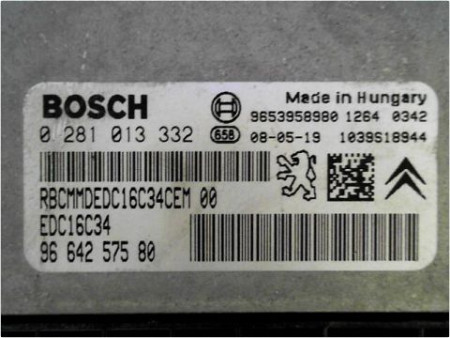 BOSCH
Made in Hungary
9653958980 1264 0342
0 281 013 332 658 08-05-19 1039S18944
RBCMMDEDC16C34CEM 00
EDC16C34
96 642 575 80